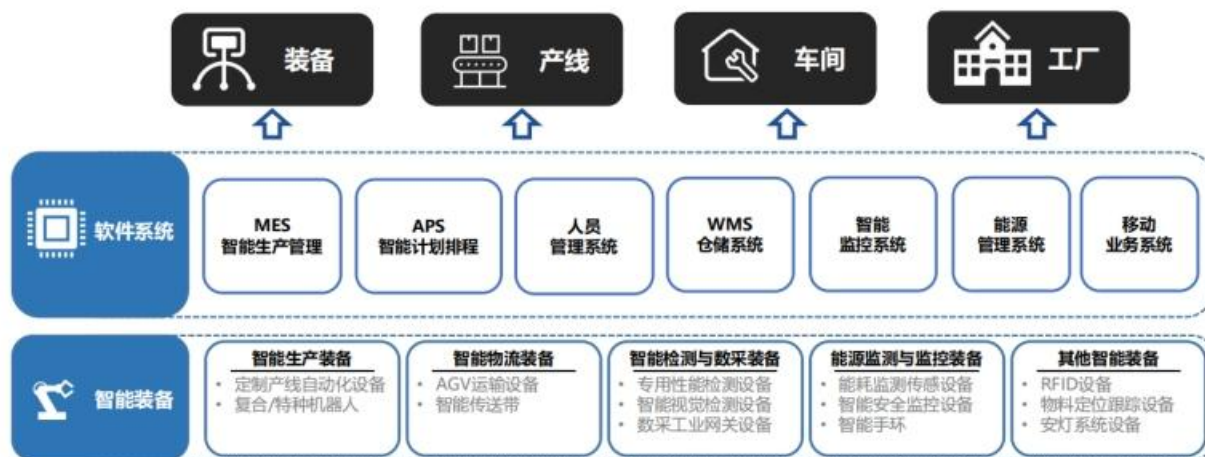 装备
产线
车间
工厂
软件系统
MES
智能生产管理
APS
智能计划排程
人员
管理系统
WMS
仓储系统
智能
监控系统
能源
管理系统
移动
业务系统
智能装备
智能生产装备
• 定制产线自动化设备
• 复合/特种机器人
智能物流装备
• AGV运输设备
• 智能传送带
智能检测与数采装备
• 专用性能检测设备
• 智能视觉检测设备
• 数采工业网关设备
能源监测与监控装备
• 能耗监测传感设备
• 智能安全监控设备
• 智能手环
其他智能装备
• RFID设备
• 物料定位跟踪设备
• 安灯系统设备